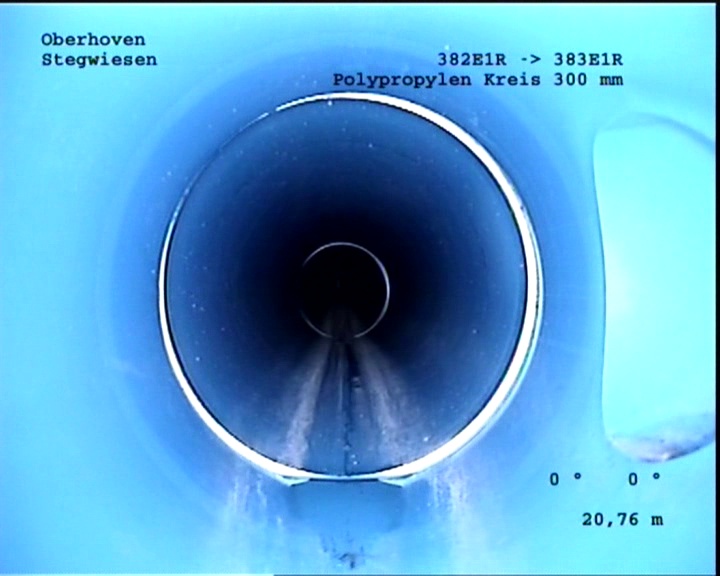 Oberhoven
Stegwiesen
382E1R -> 383E1R
Polypropylen Kreis 300 mm
0 ° 0 °
20,76 m